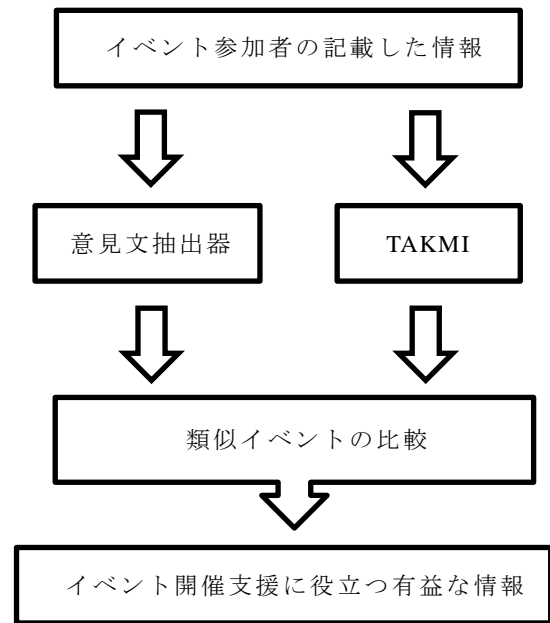 イベント参加者の記載した情報
意見文抽出器
TAKMI
類似イベントの比較
イベント開催支援に役立つ有益な情報